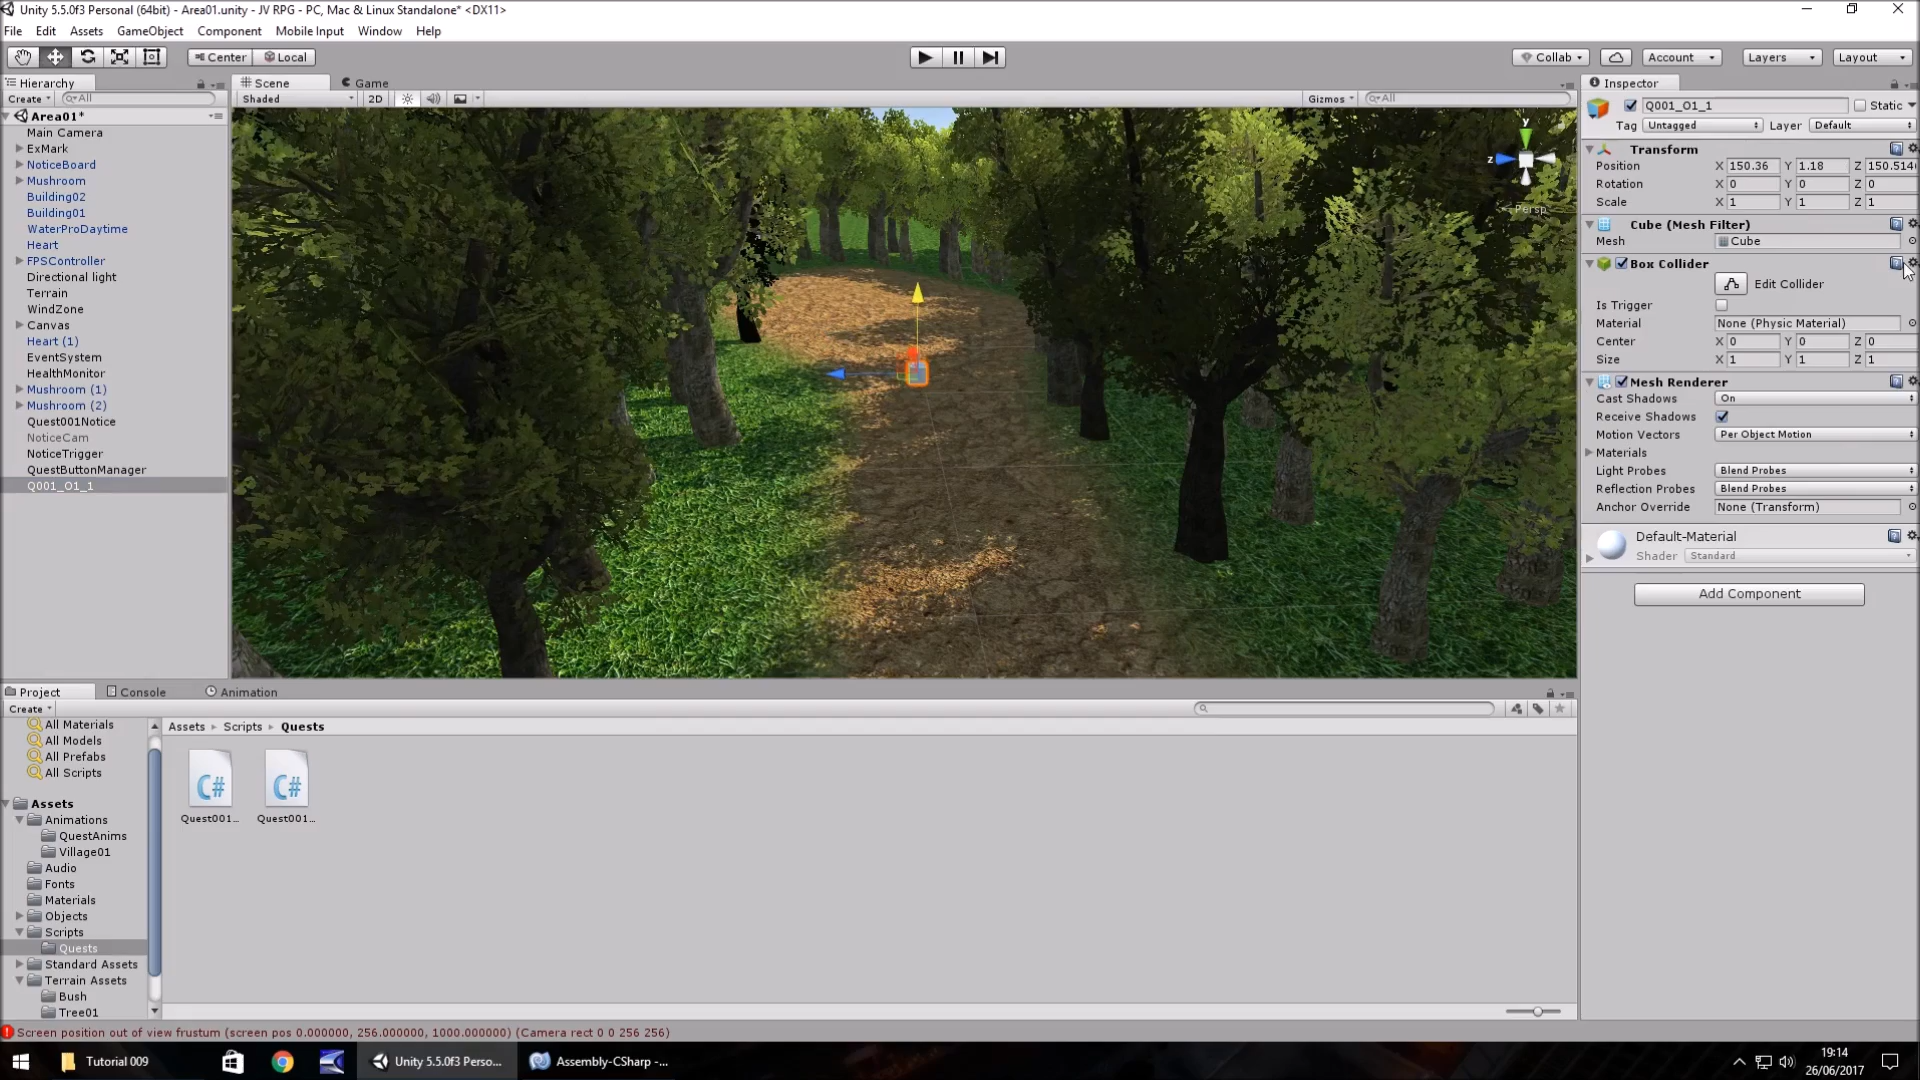 Unity 5.5.0f3 Personal (64bit) - Area01.unity - JV RPG - PC, Mac & Linux Standalone* <DX11>
File Edit Assets GameObject Component Mobile Input Window Help
Center Local Collab Account Layers Layout
Hierarchy
Create All
Area01*
Main Camera
ExMark
NoticeBoard
Mushroom
Building02
Building01
WaterProDaytime
Heart
FPSController
Directional light
Terrain
WindZone
Canvas
Heart (1)
EventSystem
HealthMonitor
Mushroom (1)
Mushroom (2)
Quest001Notice
NoticeCam
NoticeTrigger
QuestButtonManager
Q001_O1_1
Scene Game
Shaded 2D Gizmos All
y
z
Persp
Inspector
Q001_O1_1 Static
Tag Untagged Layer Default
Transform
Position X 150.36 Y 1.18 Z 150.514
Rotation X 0 Y 0 Z 0
Scale X 1 Y 1 Z 1
Cube (Mesh Filter)
Mesh Cube
Box Collider
Edit Collider
Is Trigger
Material None (Physic Material)
Center X 0 Y 0 Z 0
Size X 1 Y 1 Z 1
Mesh Renderer
Cast Shadows On
Receive Shadows
Motion Vectors Per Object Motion
Materials
Light Probes Blend Probes
Reflection Probes Blend Probes
Anchor Override None (Transform)
Default-Material
Shader Standard
Add Component
Project Console Animation
Create
All Materials
All Models
All Prefabs
All Scripts
Assets
Animations
QuestAnims
Village01
Audio
Fonts
Materials
Objects
Scripts
Quests
Standard Assets
Terrain Assets
Bush
Tree01
Assets Scripts Quests
C# C#
Quest001... Quest001...
Screen position out of view frustum (screen pos 0.000000, 256.000000, 1000.000000) (Camera rect 0 0 256 256)
Tutorial 009 Unity 5.5.0f3 Perso... Assembly-CSharp -...
19:14
26/06/2017